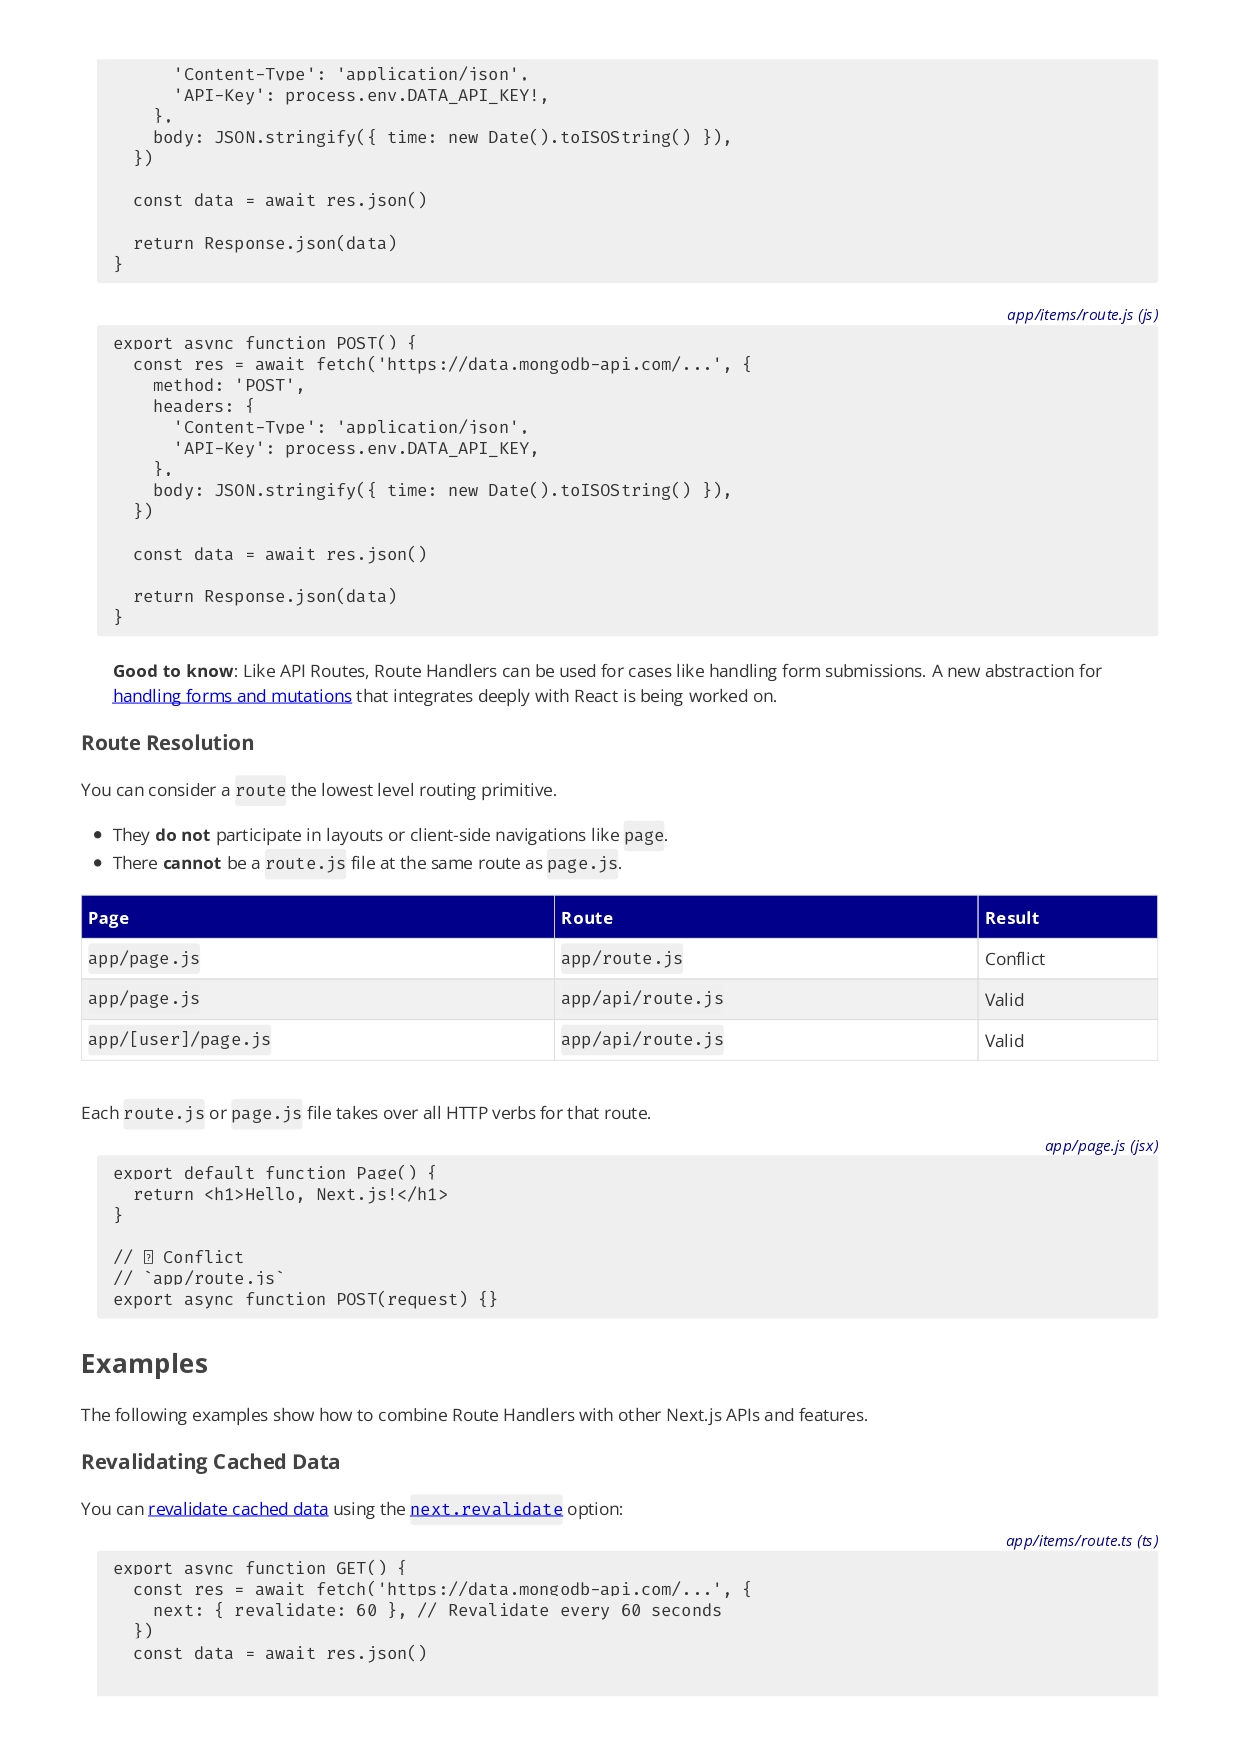 'Content-Type': 'application/json',
      'API-Key': process.env.DATA_API_KEY!,
    },
    body: JSON.stringify({ time: new Date().toISOString() }),
  })

  const data = await res.json()

  return Response.json(data)
}
app/items/route.js (js)
export async function POST() {
  const res = await fetch('https://data.mongodb-api.com/...', {
    method: 'POST',
    headers: {
      'Content-Type': 'application/json',
      'API-Key': process.env.DATA_API_KEY,
    },
    body: JSON.stringify({ time: new Date().toISOString() }),
  })

  const data = await res.json()

  return Response.json(data)
}
Good to know: Like API Routes, Route Handlers can be used for cases like handling form submissions. A new abstraction for
handling forms and mutations that integrates deeply with React is being worked on.
Route Resolution
You can consider a route the lowest level routing primitive.
• They do not participate in layouts or client-side navigations like page.
• There cannot be a route.js file at the same route as page.js.
Page Route Result
app/page.js app/route.js Conflict
app/page.js app/api/route.js Valid
app/[user]/page.js app/api/route.js Valid
Each route.js or page.js file takes over all HTTP verbs for that route.
app/page.js (jsx)
export default function Page() {
  return <h1>Hello, Next.js!</h1>
}

// Conflict
// `app/route.js`
export async function POST(request) {}
Examples
The following examples show how to combine Route Handlers with other Next.js APIs and features.
Revalidating Cached Data
You can revalidate cached data using the next.revalidate option:
app/items/route.ts (ts)
export async function GET() {
  const res = await fetch('https://data.mongodb-api.com/...', {
    next: { revalidate: 60 }, // Revalidate every 60 seconds
  })
  const data = await res.json()